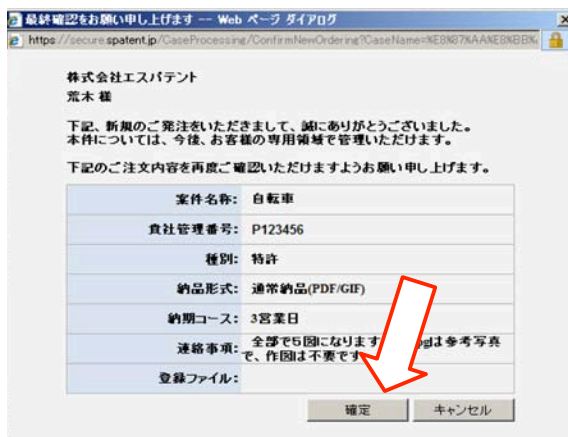 最終確認をお願い申し上げます -- Web ページ ダイアログ
https://secure.spatent.jp/CaseProcessing/ConfirmNewOrdering?CaseName=%E8%87%AA%E8%BB%
株式会社エスパテント
荒木 様
下記、新規のご発注をいただきまして、誠にありがとうございました。
本件については、今後、お客様の専用領域で管理いただけます。
下記のご注文内容を再度ご確認いただけますようお願い申し上げます。
案件名称: 自転車
貴社管理番号: P123456
種別: 特許
納品形式: 通常納品(PDF/GIF)
納期コース: 3営業日
連絡事項: 全部で5図になります pgは参考写真
で、作図は不要です
登録ファイル:
確定 キャンセル